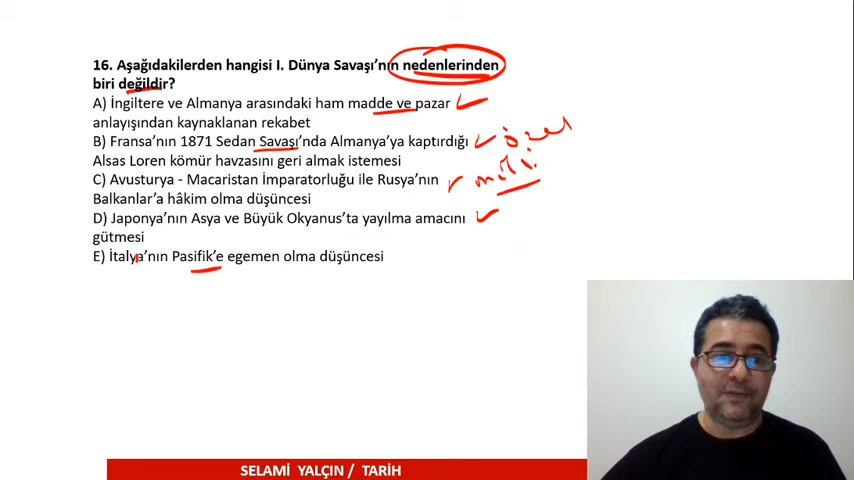 16. Aşağıdakilerden hangisi I. Dünya Savaşı'nın nedenlerinden
biri değildir?
A) İngiltere ve Almanya arasındaki ham madde ve pazar
anlayışından kaynaklanan rekabet
B) Fransa'nın 1871 Sedan Savaşı'nda Almanya'ya kaptırdığı
özel
Alsas Loren kömür havzasını geri almak istemesi
C) Avusturya - Macaristan İmparatorluğu ile Rusya'nın
Balkanlar'a hâkim olma düşüncesi
D) Japonya'nın Asya ve Büyük Okyanus'ta yayılma amacını
gütmesi
E) İtalya'nın Pasifik'e egemen olma düşüncesi
SELAMİ YALÇIN / TARİH